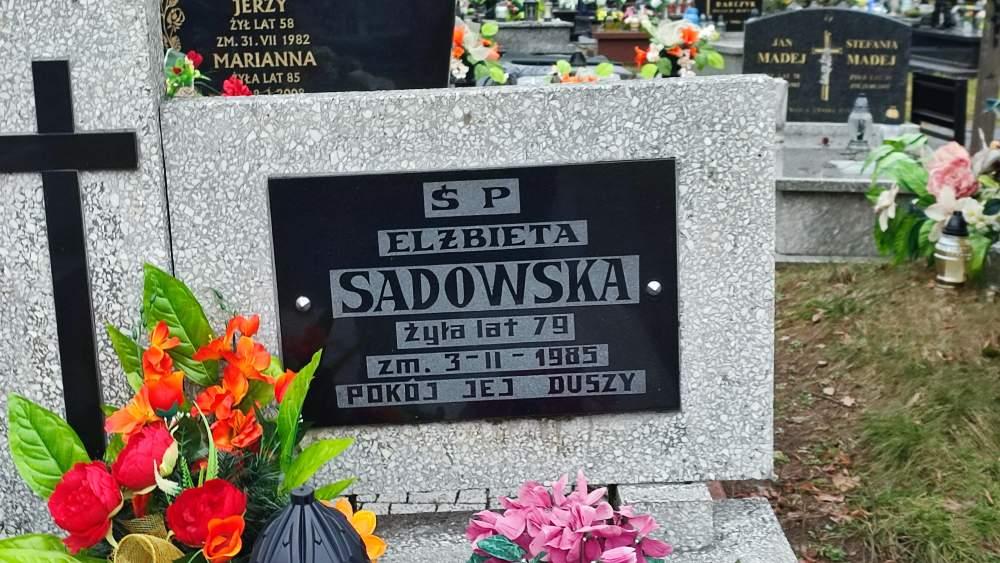 JERZY
ŻYŁ LAT 58
ZM. 31. VII 1982
MARIANNA
ŻYŁA LAT 85
JAN
MADEJ
STEFANIA
MADEJ
Ś P
ELŻBIETA
SADOWSKA
żyła lat 79
zm. 3-II-1985
POKÓJ JEJ DUSZY